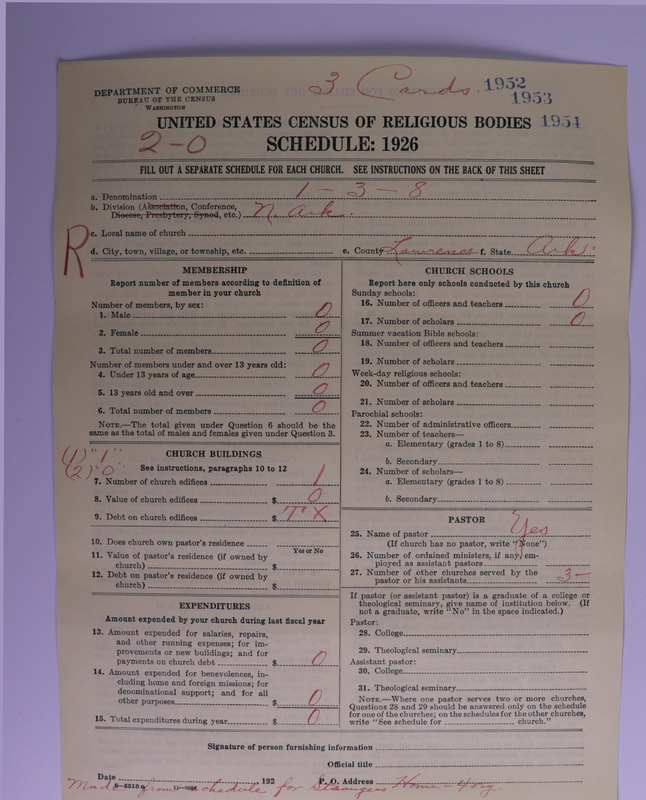 3 Cards. 1952
1953
1954
DEPARTMENT OF COMMERCE
BUREAU OF THE CENSUS
WASHINGTON
UNITED STATES CENSUS OF RELIGIOUS BODIES
2-0
SCHEDULE: 1926
FILL OUT A SEPARATE SCHEDULE FOR EACH CHURCH. SEE INSTRUCTIONS ON THE BACK OF THIS SHEET
a. Denomination 1-3-8
b. Division (Association, Conference,
Diocese, Presbytery, Synod, etc.) N. Ark.
R
c. Local name of church
d. City, town, village, or township, etc. e. County Lawrence f. State Ark.
MEMBERSHIP
Report number of members according to definition of
member in your church
Number of members, by sex:
1. Male 0
2. Female 0
3. Total number of members 0
Number of members under and over 13 years old:
4. Under 13 years of age 0
5. 13 years old and over 0
6. Total number of members 0
NOTE.—The total given under Question 6 should be the
same as the total of males and females given under Question 3.
(1) "1"
(2) "0"
CHURCH BUILDINGS
See instructions, paragraphs 10 to 12
7. Number of church edifices 1
8. Value of church edifices $ 0
9. Debt on church edifices $ TX
10. Does church own pastor's residence
Yes or No
11. Value of pastor's residence (if owned by
church) $
12. Debt on pastor's residence (if owned by
church) $
EXPENDITURES
Amount expended by your church during last fiscal year
13. Amount expended for salaries, repairs,
and other running expenses; for im-
provements or new buildings; and for
payments on church debt $ 0
14. Amount expended for benevolences, in-
cluding home and foreign missions; for
denominational support; and for all
other purposes $ 0
15. Total expenditures during year $ 0
CHURCH SCHOOLS
Report here only schools conducted by this church
Sunday schools:
16. Number of officers and teachers 0
17. Number of scholars 0
Summer vacation Bible schools:
18. Number of officers and teachers
19. Number of scholars
Week-day religious schools:
20. Number of officers and teachers
21. Number of scholars
Parochial schools:
22. Number of administrative officers
23. Number of teachers—
a. Elementary (grades 1 to 8)
b. Secondary
24. Number of scholars—
a. Elementary (grades 1 to 8)
b. Secondary
PASTOR
25. Name of pastor Yes
(If church has no pastor, write "None")
26. Number of ordained ministers, if any, em-
ployed as assistant pastors
27. Number of other churches served by the
pastor or his assistants 3-
If pastor (or assistant pastor) is a graduate of a college or
theological seminary, give name of institution below. (If
not a graduate, write "No" in the space indicated.)
Pastor:
28. College
29. Theological seminary
Assistant pastor:
30. College
31. Theological seminary
NOTE.—Where one pastor serves two or more churches,
Questions 28 and 29 should be answered only on the schedule
for one of the churches; on the schedules for the other churches,
write "See schedule for church."
Signature of person furnishing information
Official title
Date , 192 P. O. Address
Made from schedule for Strangers Home -